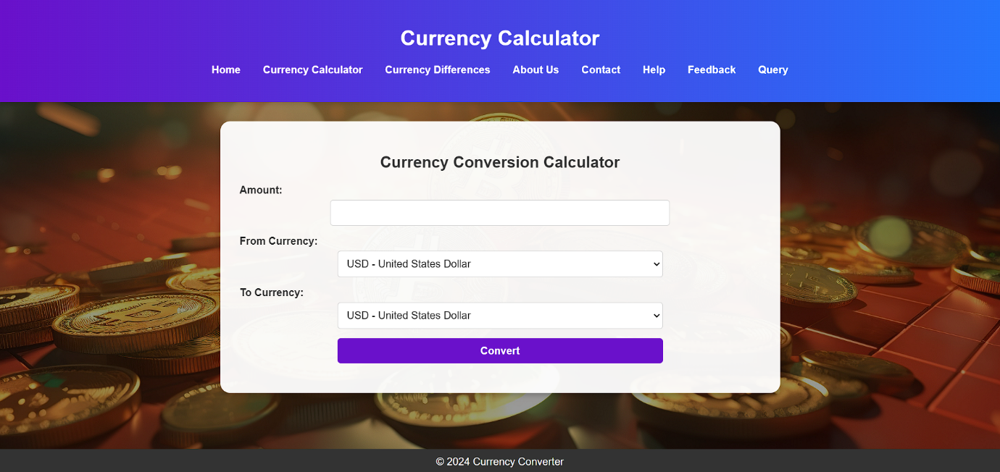 Currency Calculator
Home Currency Calculator Currency Differences About Us Contact Help Feedback Query
Currency Conversion Calculator
Amount:
From Currency:
USD - United States Dollar
To Currency:
USD - United States Dollar
Convert
© 2024 Currency Converter